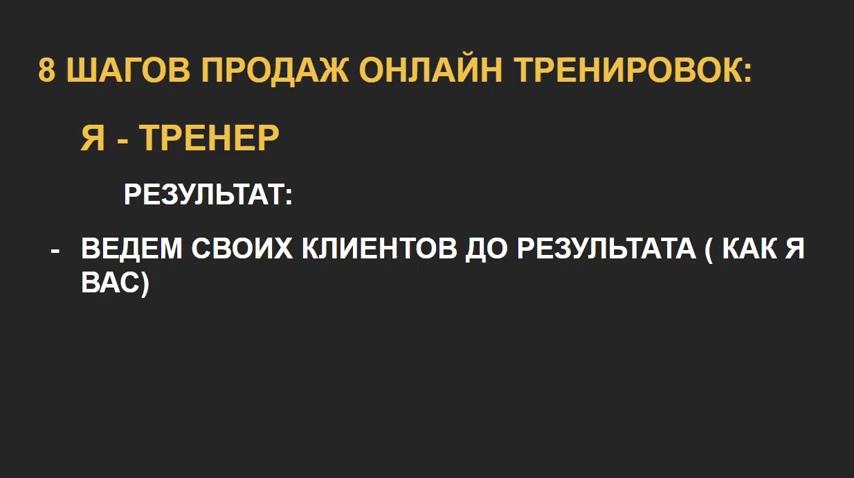 8 ШАГОВ ПРОДАЖ ОНЛАЙН ТРЕНИРОВОК:
Я - ТРЕНЕР
РЕЗУЛЬТАТ:
- ВЕДЕМ СВОИХ КЛИЕНТОВ ДО РЕЗУЛЬТАТА ( КАК Я
ВАС)